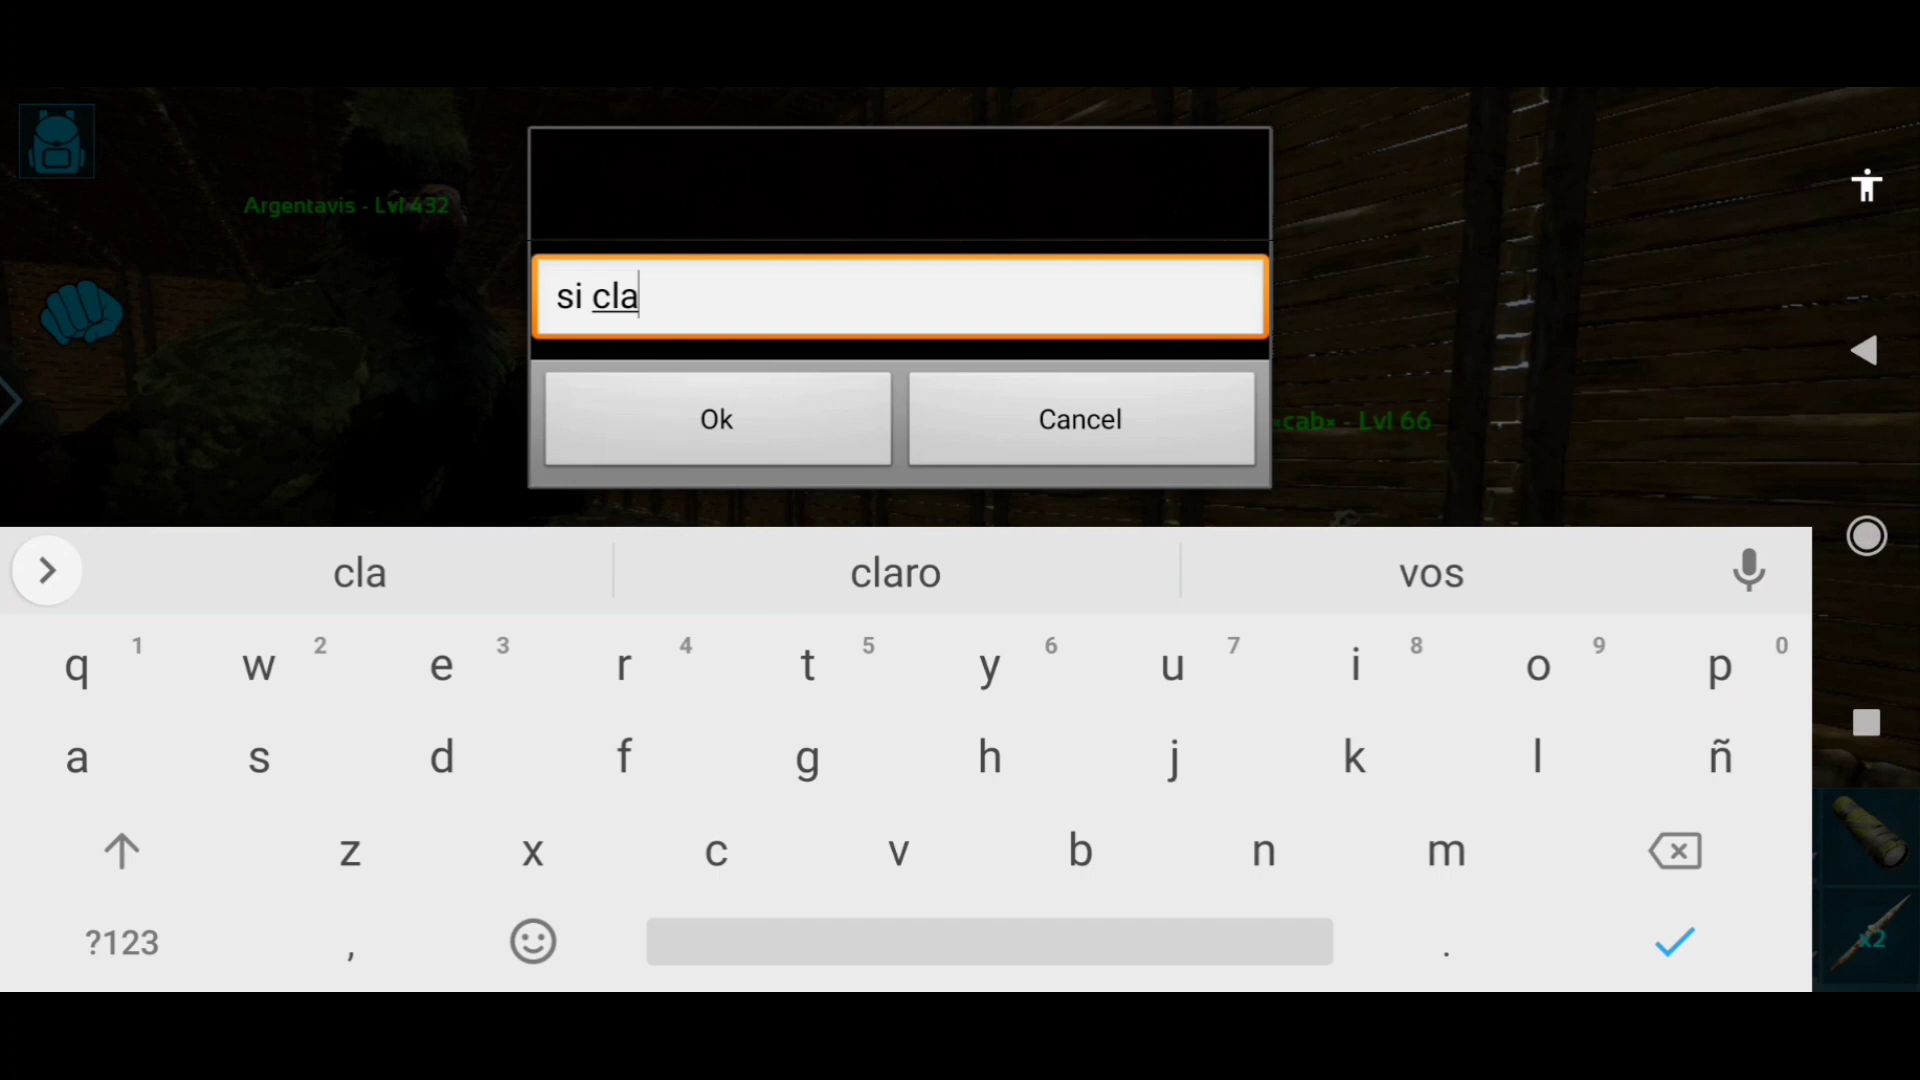 Argentavis - Lvl 432
si cla
Ok Cancel
×cab× - Lvl 66
cla claro vos
q 1 w 2 e 3 r 4 t 5 y 6 u 7 i 8 o 9 p 0
a s d f g h j k l ñ
z x c v b n m
?123 , .
x2